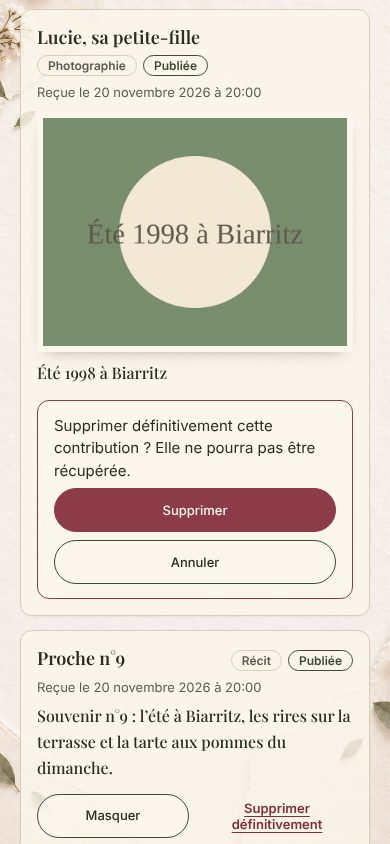 Lucie, sa petite-fille
Photographie
Publiée
Reçue le 20 novembre 2026 à 20:00
Été 1998 à Biarritz
Été 1998 à Biarritz
Supprimer définitivement cette
contribution ? Elle ne pourra pas être
récupérée.
Supprimer
Annuler
Proche n°9
Récit
Publiée
Reçue le 20 novembre 2026 à 20:00
Souvenir n°9 : l’été à Biarritz, les rires sur la
terrasse et la tarte aux pommes du
dimanche.
Masquer
Supprimer
définitivement